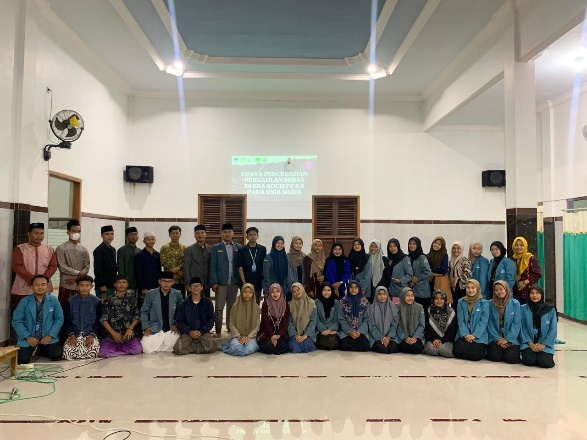 UPAYA PENCEGAHAN
PERGAULAN BEBAS
DI ERA SOCIETY 5.0
PADA USIA MUDA